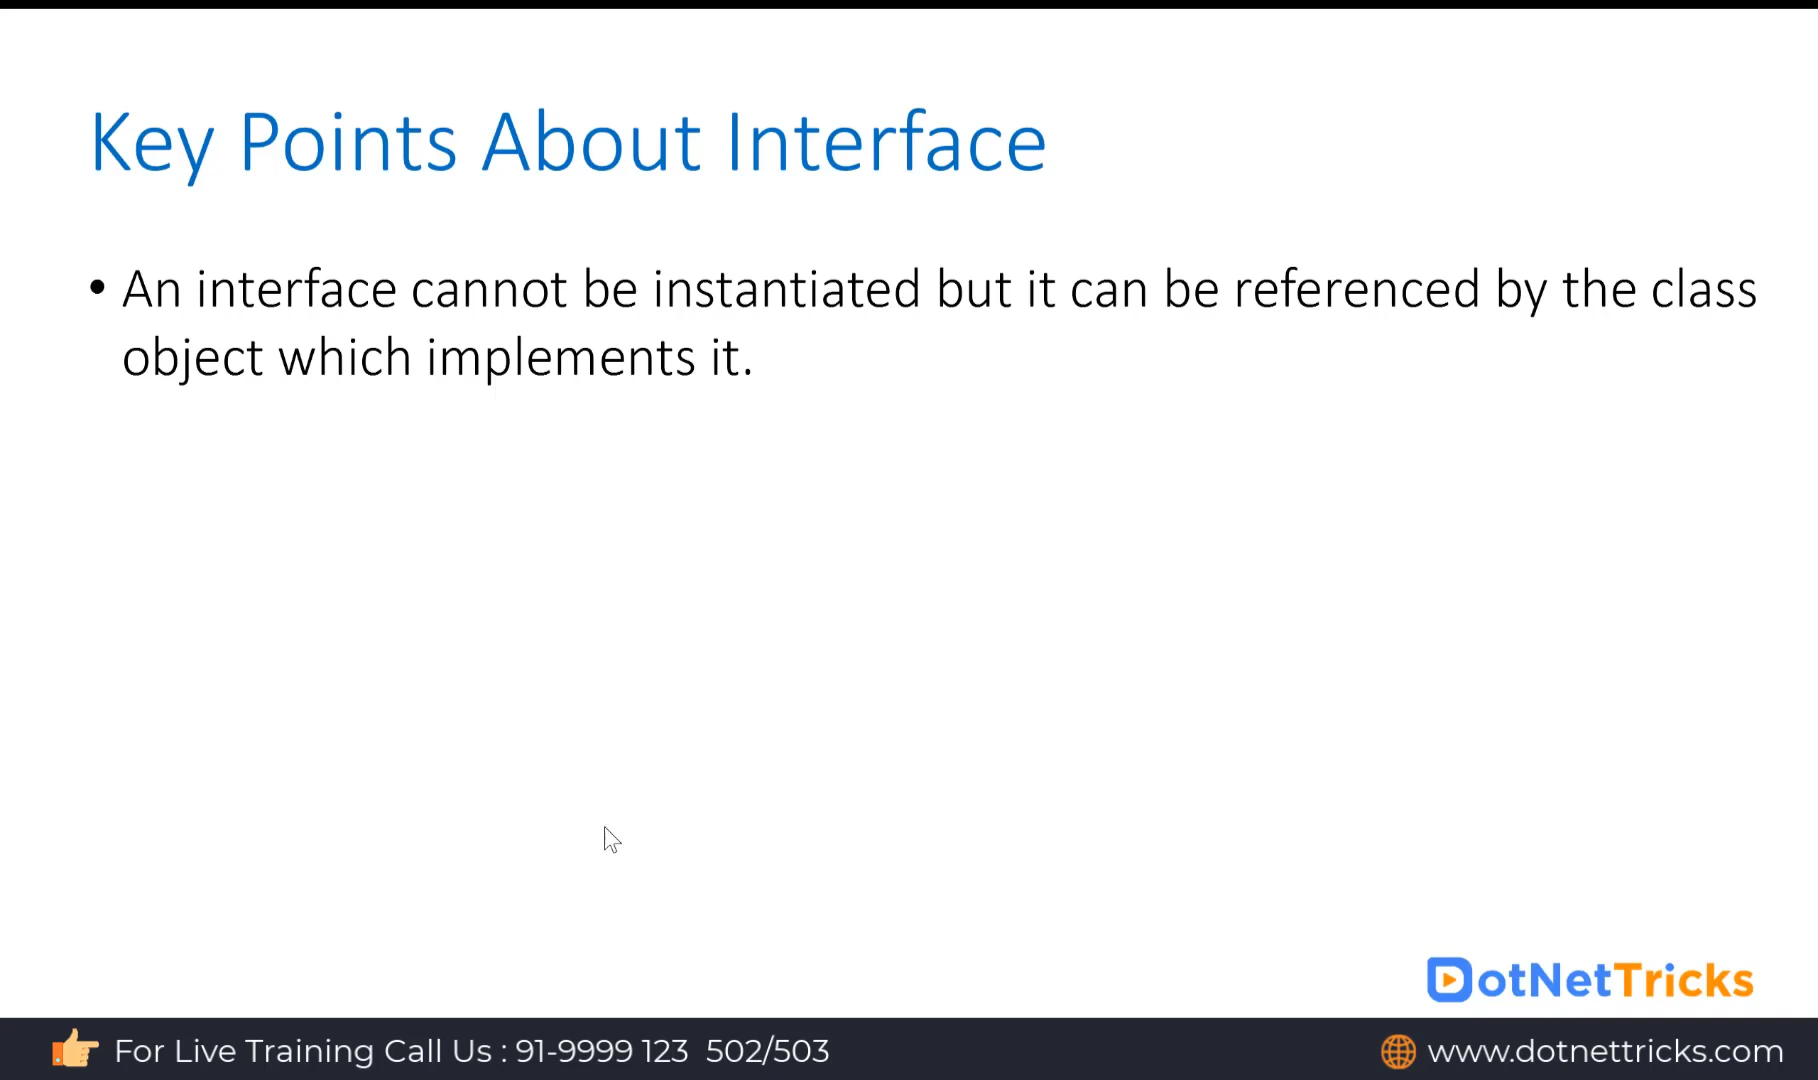 Key Points About Interface
• An interface cannot be instantiated but it can be referenced by the class
object which implements it.
DotNetTricks
For Live Training Call Us : 91-9999 123 502/503
www.dotnettricks.com